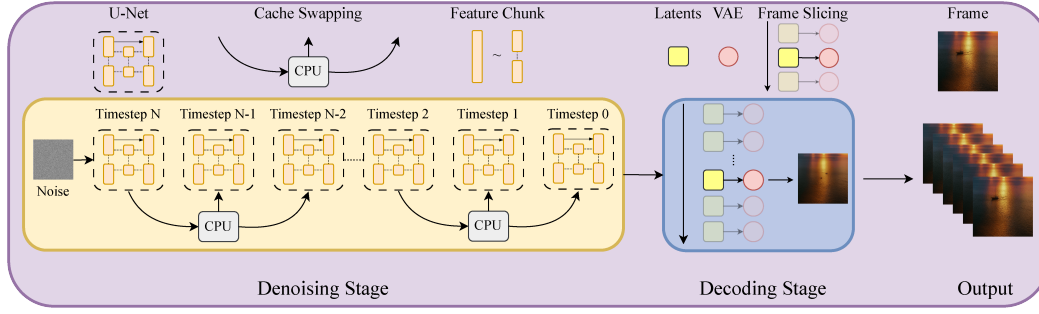 U-Net Cache Swapping Feature Chunk Latents VAE Frame Slicing Frame
CPU ~
Timestep N Timestep N-1 Timestep N-2 Timestep 2 Timestep 1 Timestep 0
Noise
CPU CPU
Denoising Stage Decoding Stage Output